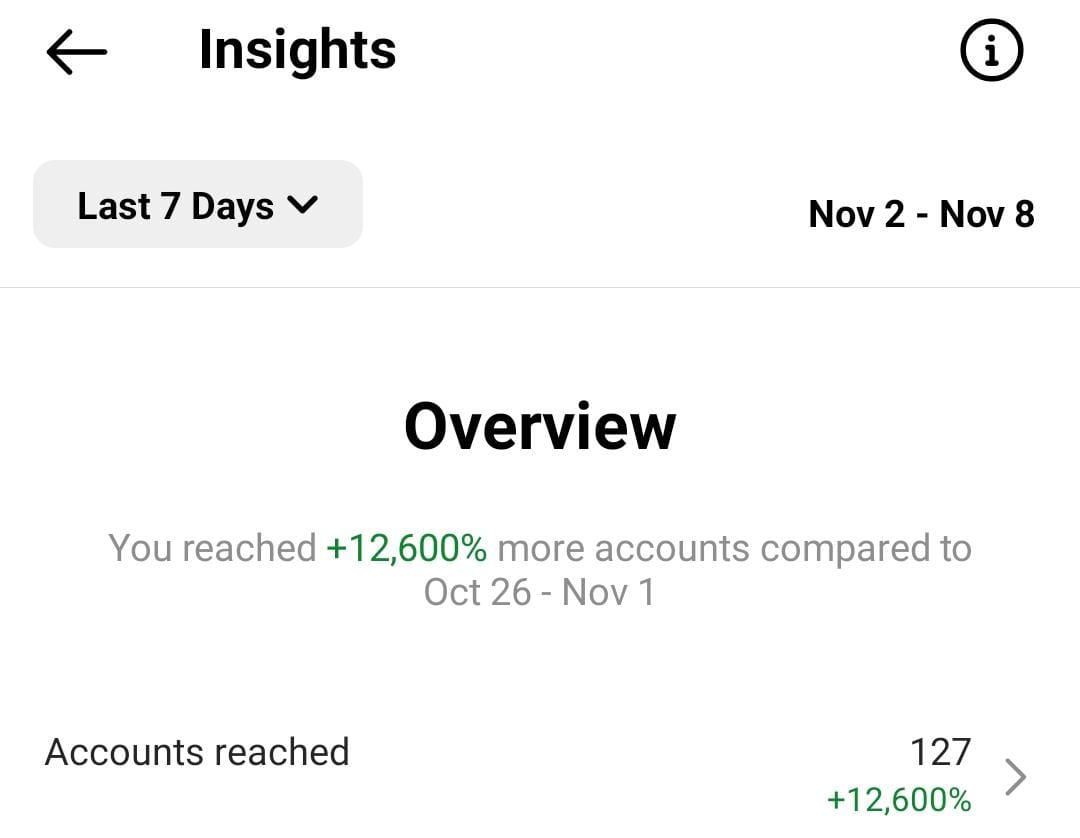 Insights
Last 7 Days
Nov 2 - Nov 8
Overview
You reached +12,600% more accounts compared to
Oct 26 - Nov 1
Accounts reached
127
+12,600%